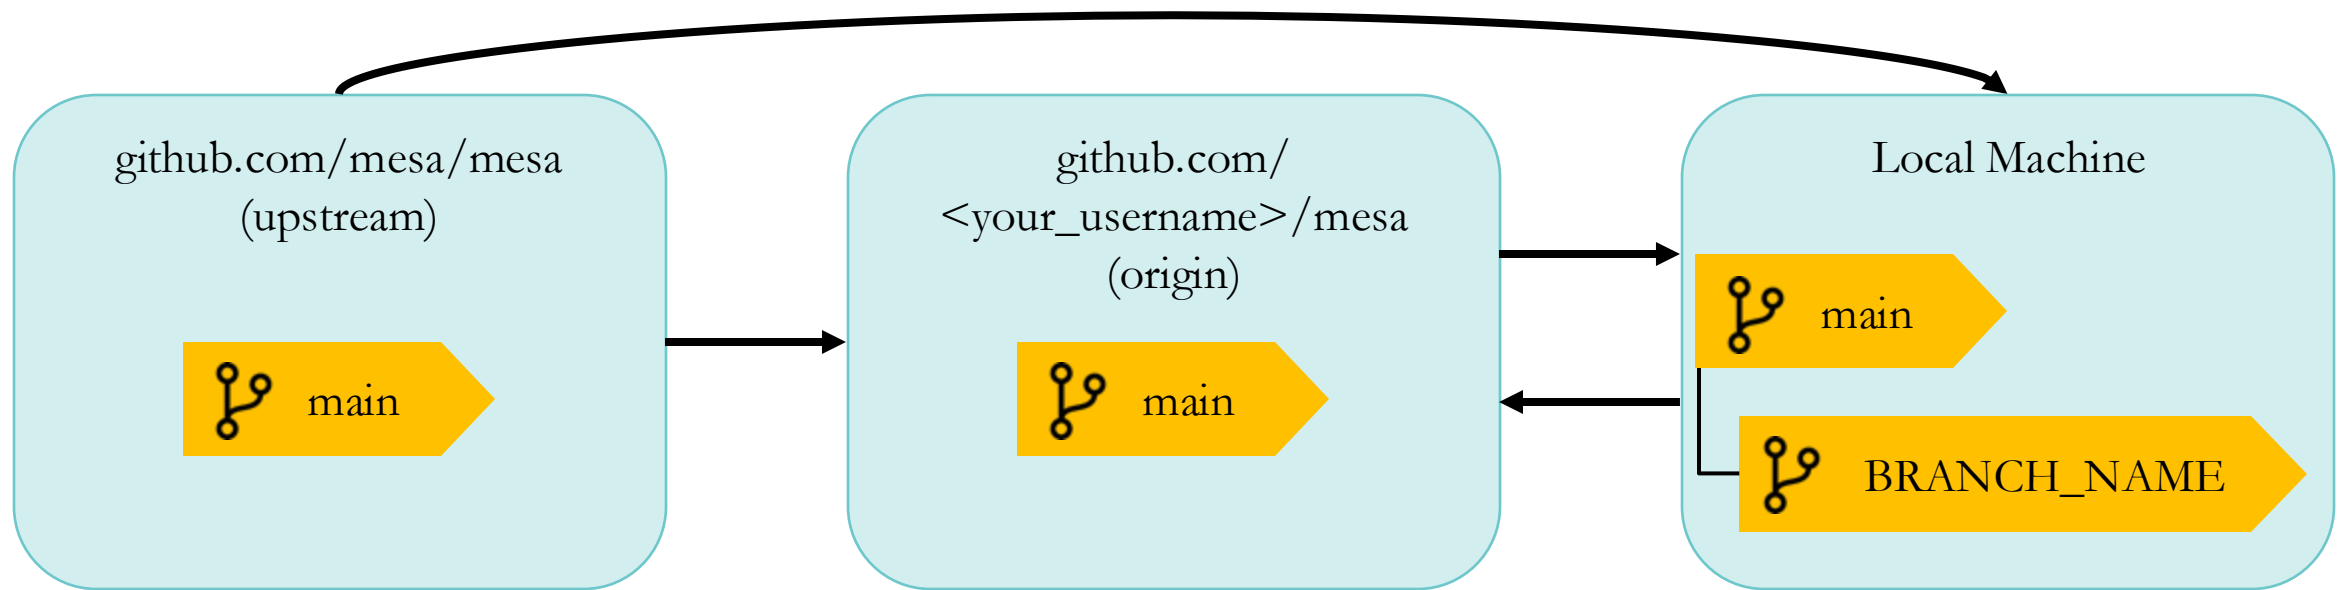 github.com/mesa/mesa
(upstream)
main
github.com/
<your_username>/mesa
(origin)
main
Local Machine
main
BRANCH_NAME